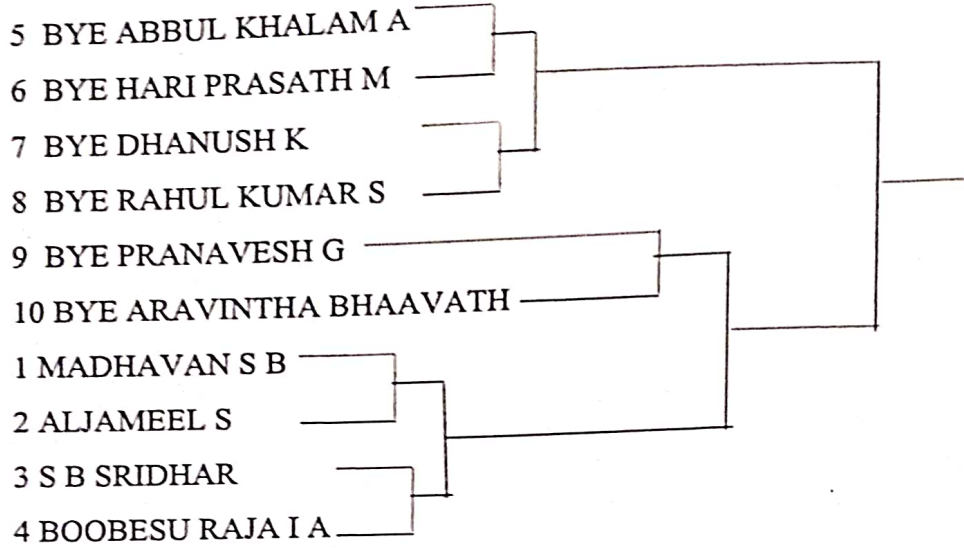 5 BYE ABBUL KHALAM A
6 BYE HARI PRASATH M
7 BYE DHANUSH K
8 BYE RAHUL KUMAR S
9 BYE PRANAVESH G
10 BYE ARAVINTHA BHAAVATH
1 MADHAVAN S B
2 ALJAMEEL S
3 S B SRIDHAR
4 BOOBESU RAJA I A